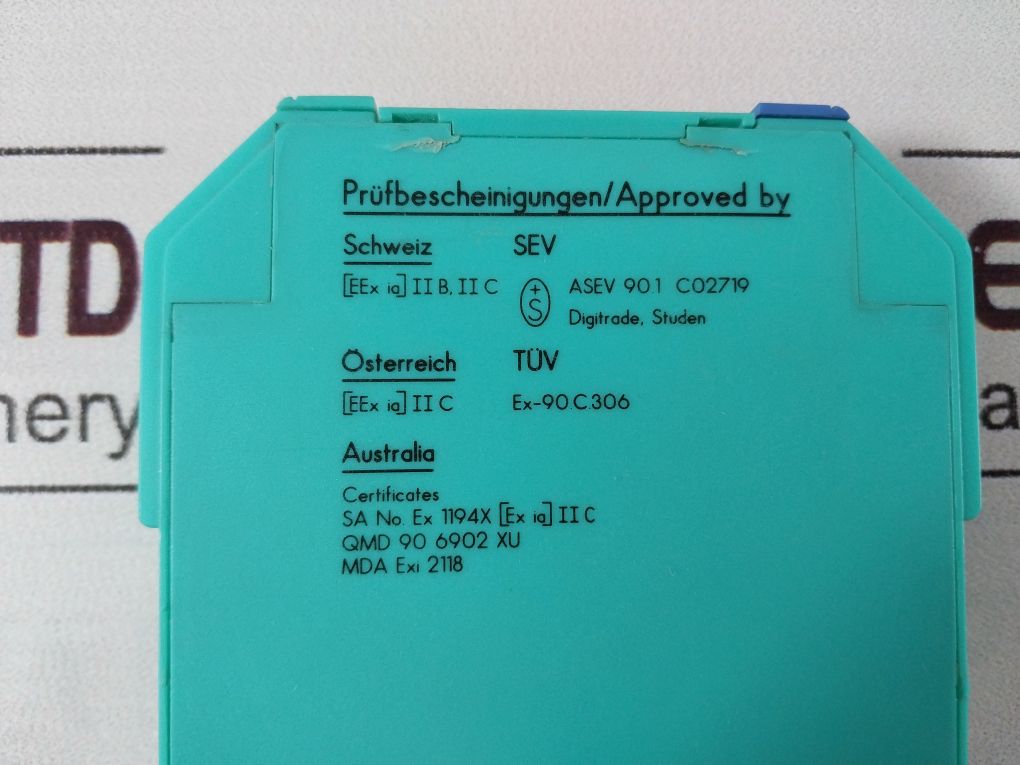 Prüfbescheinigungen/Approved by
Schweiz SEV
[EEx ia] II B, II C +S ASEV 90.1 C02719
Digitrade, Studen
Österreich TÜV
[EEx ia] II C Ex-90.C.306
Australia
Certificates
SA No. Ex 1194X [Ex ia] II C
QMD 90 6902 XU
MDA Exi 2118
TD
nery
a